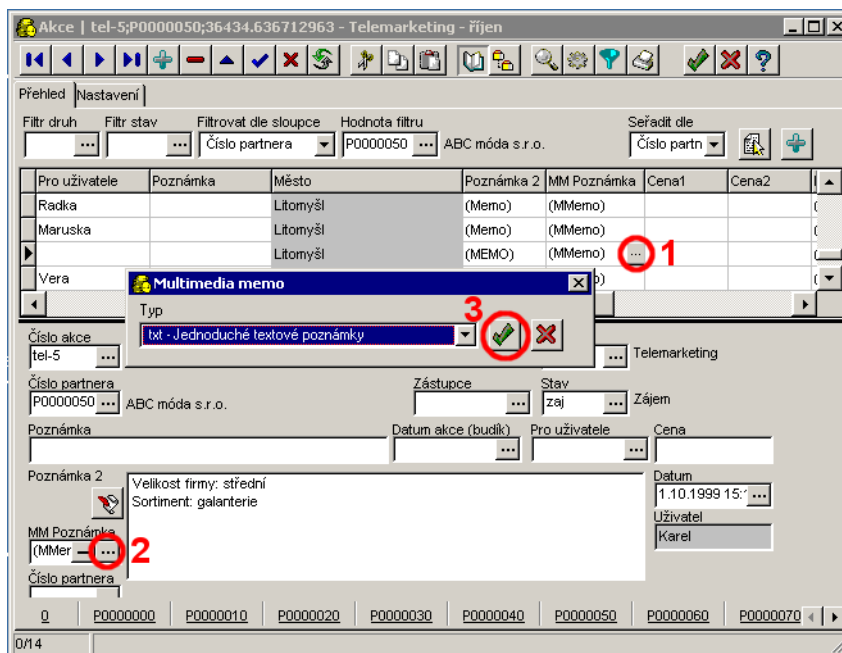 Akce | tel-5;P0000050;36434.636712963 - Telemarketing - říjen
Přehled Nastavení
Filtr druh Filtr stav Filtrovat dle sloupce Hodnota filtru Seřadit dle
Číslo partnera P0000050 ABC móda s.r.o. Číslo partn
Pro uživatele Poznámka Město Poznámka 2 MM Poznámka Cena1 Cena2
Radka Litomyšl (Memo) (MMemo)
Maruska Litomyšl (Memo) (MMemo)
Litomyšl (MEMO) (MMemo) 1
Vera
Multimedia memo
Typ 3
txt - Jednoduché textové poznámky
Číslo akce
tel-5 Telemarketing
Číslo partnera Zástupce Stav
P0000050 ABC móda s.r.o. zaj Zájem
Poznámka Datum akce (budík) Pro uživatele Cena
Poznámka 2 Datum
Velikost firmy: střední
Sortiment: galanterie
1.10.1999 15:
Uživatel
Karel
MM Poznámka
(MMer 2
Číslo partnera
0 P0000000 P0000010 P0000020 P0000030 P0000040 P0000050 P0000060 P0000070
0/14